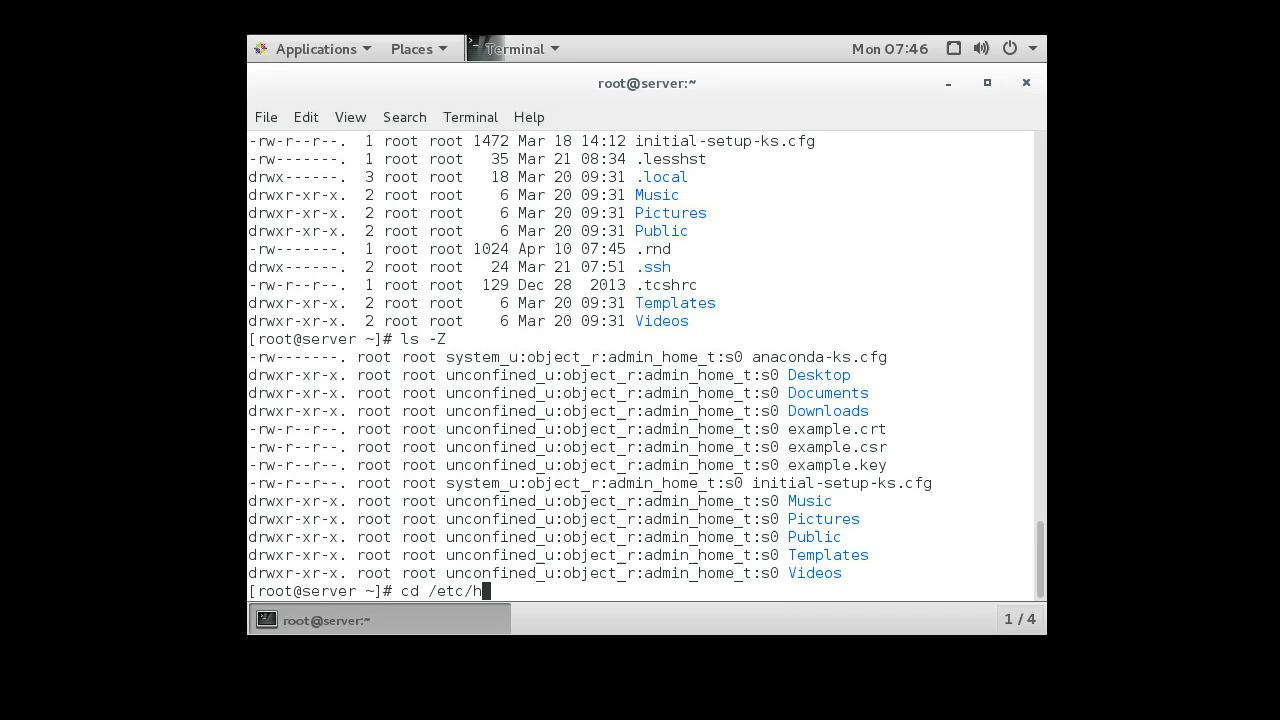 Applications Places Terminal Mon 07:46
root@server:~
File Edit View Search Terminal Help
-rw-r--r--. 1 root root 1472 Mar 18 14:12 initial-setup-ks.cfg
-rw-------. 1 root root 35 Mar 21 08:34 .lesshst
drwx------. 3 root root 18 Mar 20 09:31 .local
drwxr-xr-x. 2 root root 6 Mar 20 09:31 Music
drwxr-xr-x. 2 root root 6 Mar 20 09:31 Pictures
drwxr-xr-x. 2 root root 6 Mar 20 09:31 Public
-rw-------. 1 root root 1024 Apr 10 07:45 .rnd
drwx------. 2 root root 24 Mar 21 07:51 .ssh
-rw-r--r--. 1 root root 129 Dec 28 2013 .tcshrc
drwxr-xr-x. 2 root root 6 Mar 20 09:31 Templates
drwxr-xr-x. 2 root root 6 Mar 20 09:31 Videos
[root@server ~]# ls -Z
-rw-------. root root system_u:object_r:admin_home_t:s0 anaconda-ks.cfg
drwxr-xr-x. root root unconfined_u:object_r:admin_home_t:s0 Desktop
drwxr-xr-x. root root unconfined_u:object_r:admin_home_t:s0 Documents
drwxr-xr-x. root root unconfined_u:object_r:admin_home_t:s0 Downloads
-rw-r--r--. root root unconfined_u:object_r:admin_home_t:s0 example.crt
-rw-r--r--. root root unconfined_u:object_r:admin_home_t:s0 example.csr
-rw-r--r--. root root unconfined_u:object_r:admin_home_t:s0 example.key
-rw-r--r--. root root system_u:object_r:admin_home_t:s0 initial-setup-ks.cfg
drwxr-xr-x. root root unconfined_u:object_r:admin_home_t:s0 Music
drwxr-xr-x. root root unconfined_u:object_r:admin_home_t:s0 Pictures
drwxr-xr-x. root root unconfined_u:object_r:admin_home_t:s0 Public
drwxr-xr-x. root root unconfined_u:object_r:admin_home_t:s0 Templates
drwxr-xr-x. root root unconfined_u:object_r:admin_home_t:s0 Videos
[root@server ~]# cd /etc/h
root@server:~ 1 / 4